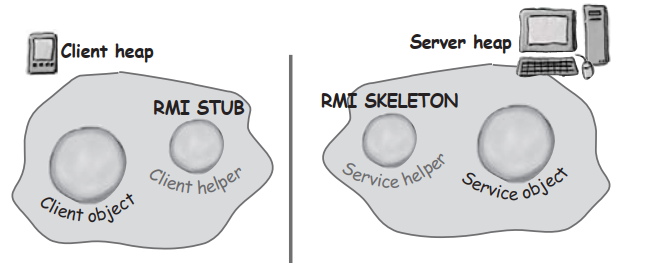 Client heap
RMI STUB
Client object
Client helper
Server heap
RMI SKELETON
Service helper
Service object